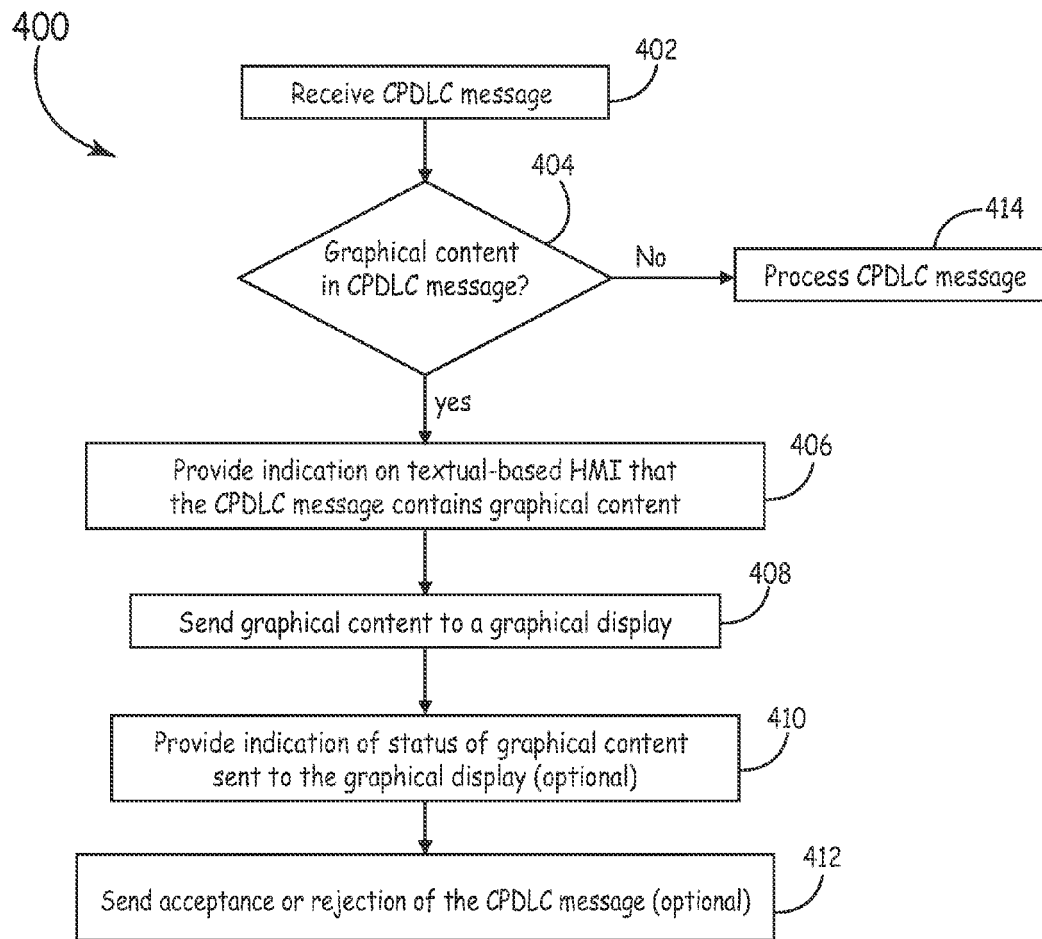 400
402
Receive CPDLC message
404
414
Graphical content
in CPDLC message?
No
Process CPDLC message
yes
406
Provide indication on textual-based HMI that
the CPDLC message contains graphical content
408
Send graphical content to a graphical display
410
Provide indication of status of graphical content
sent to the graphical display (optional)
412
Send acceptance or rejection of the CPDLC message (optional)